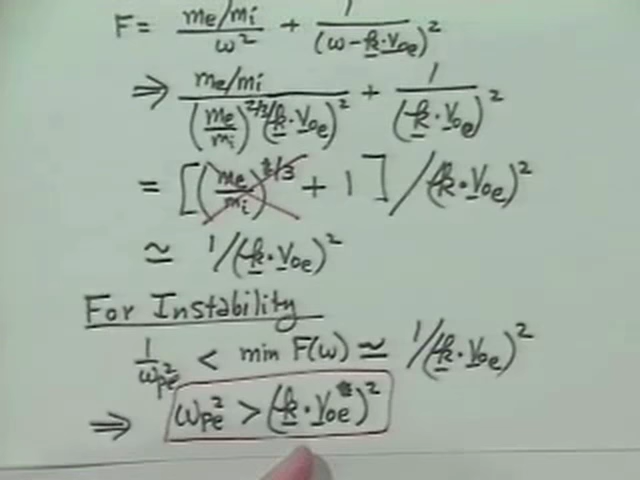 F = (me/mi)/ω² + 1/(ω - k·Voe)²
⇒ (me/mi)/((me/mi)^2/3 (k·Voe)²) + 1/(k·Voe)²
= [(me/mi)^1/3 + 1]/(k·Voe)²
≃ 1/(k·Voe)²
For Instability
1/ωpe² < min F(ω) ≃ 1/(k·Voe)²
⇒ ωpe² > (k·Voe)²